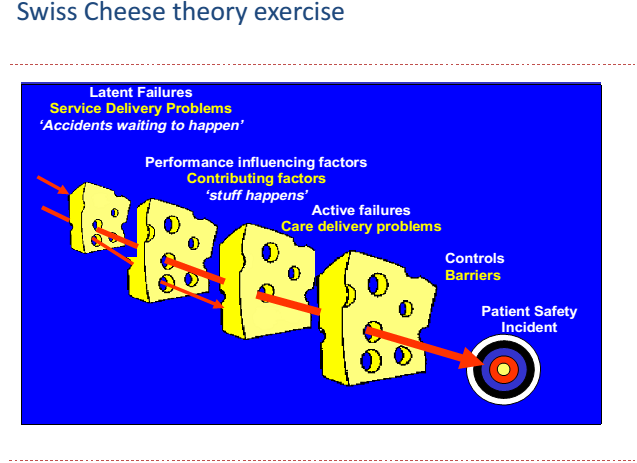 Swiss Cheese theory exercise
Latent Failures
Service Delivery Problems
‘Accidents waiting to happen’
Performance influencing factors
Contributing factors
‘stuff happens’
Active failures
Care delivery problems
Controls
Barriers
Patient Safety
Incident